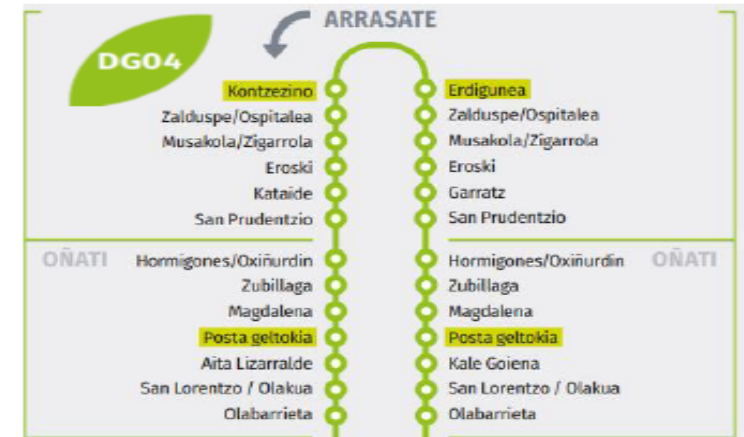 ARRASATE
DG04
Kontzezino
Zalduspe/Ospitalea
Musakola/Zigarrola
Eroski
Kataide
San Prudentzio
Erdigunea
Zalduspe/Ospitalea
Musakola/Zigarrola
Eroski
Garratz
San Prudentzio
OÑATI
Hormigones/Oxiñurdin
Zubillaga
Magdalena
Posta geltokia
Aita Lizarralde
San Lorentzo / Olakua
Olabarrieta
Hormigones/Oxiñurdin
OÑATI
Zubillaga
Magdalena
Posta geltokia
Kale Goiena
San Lorentzo / Olakua
Olabarrieta